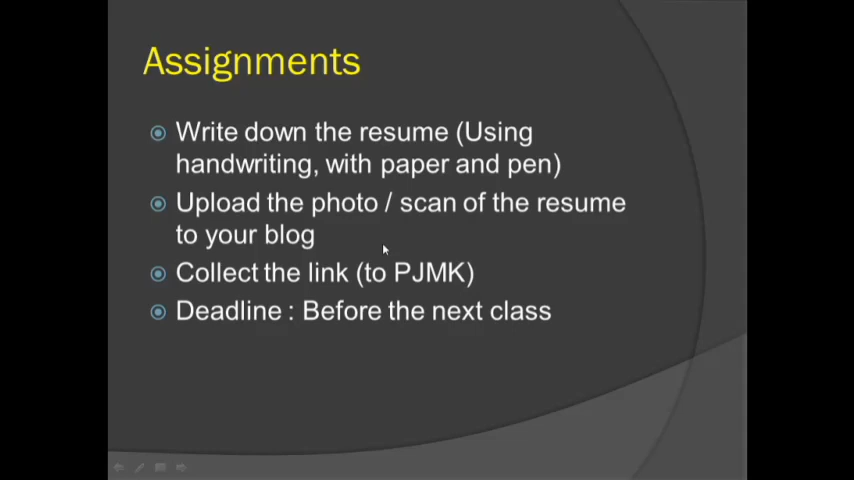 Assignments
Write down the resume (Using
handwriting, with paper and pen)
Upload the photo / scan of the resume
to your blog
Collect the link (to PJMK)
Deadline : Before the next class